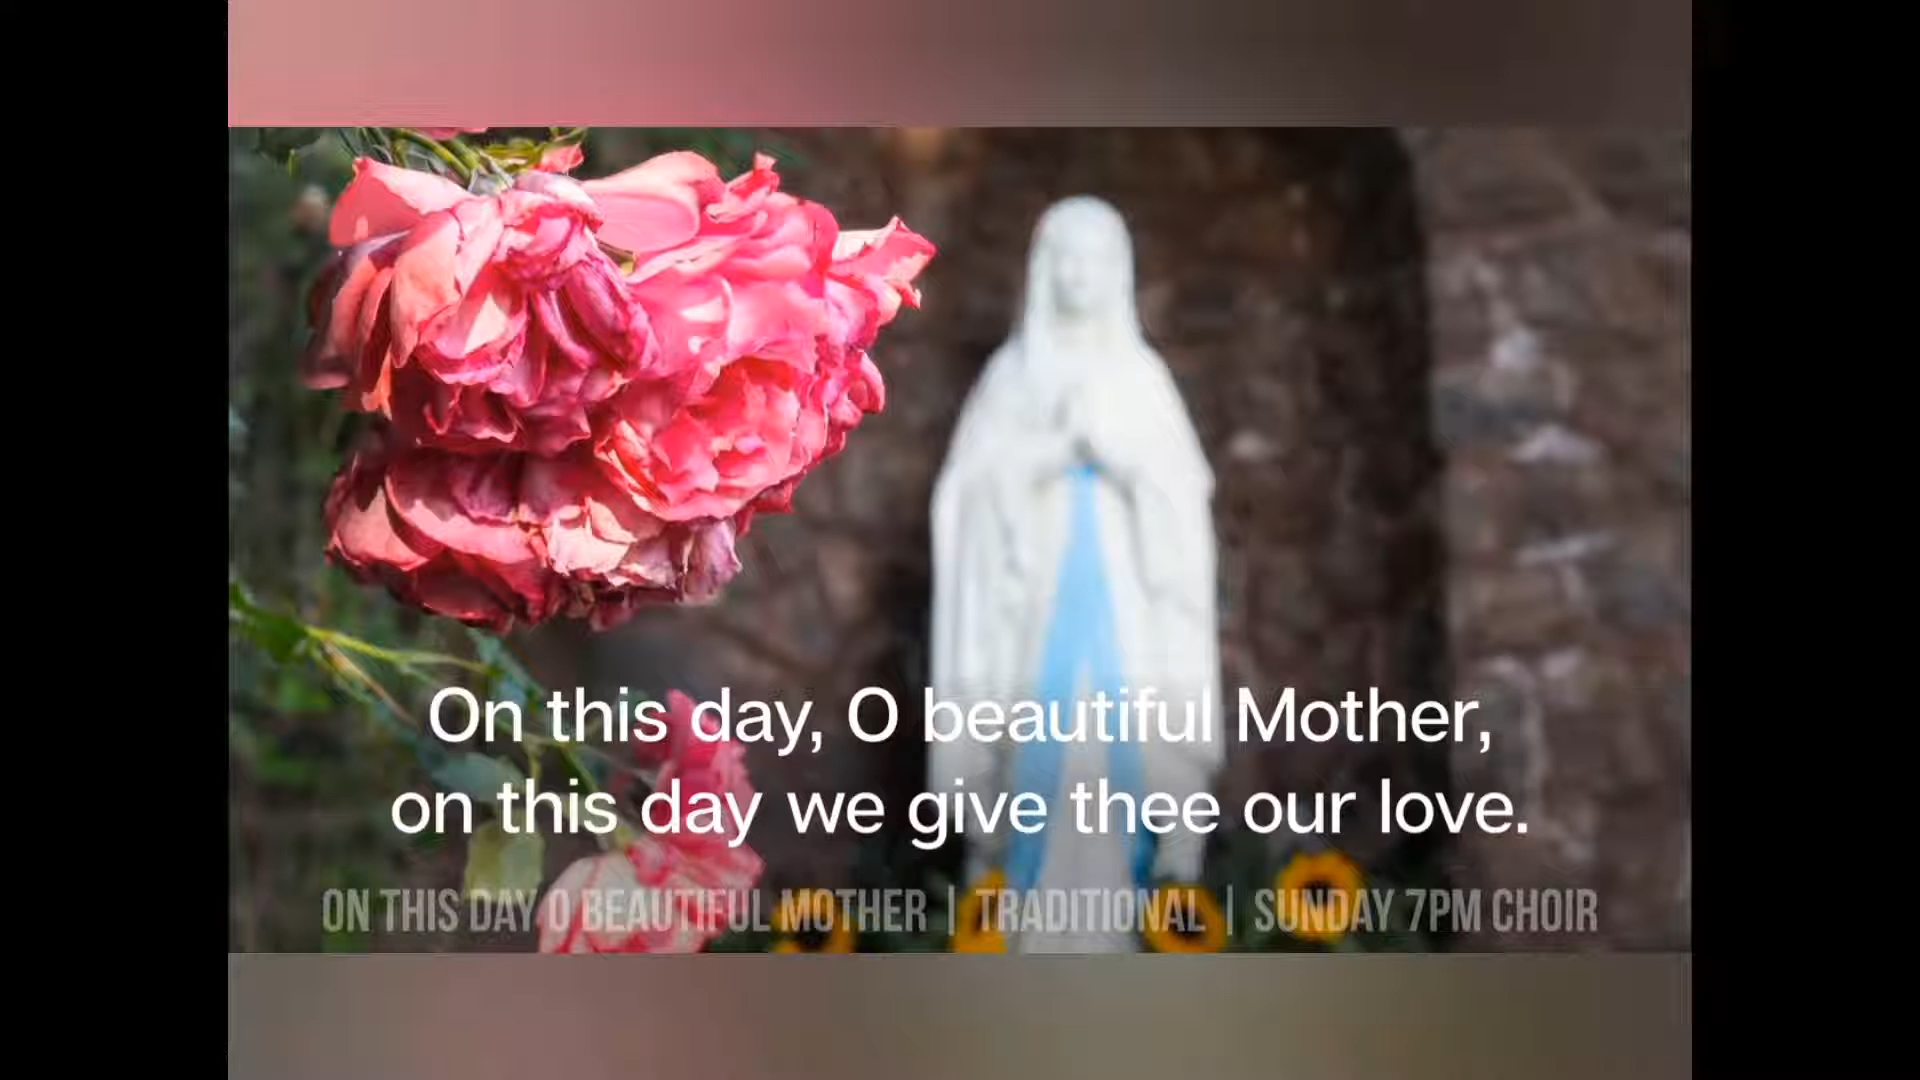 On this day, O beautiful Mother,
on this day we give thee our love.
ON THIS DAY O BEAUTIFUL MOTHER | TRADITIONAL | SUNDAY 7PM CHOIR